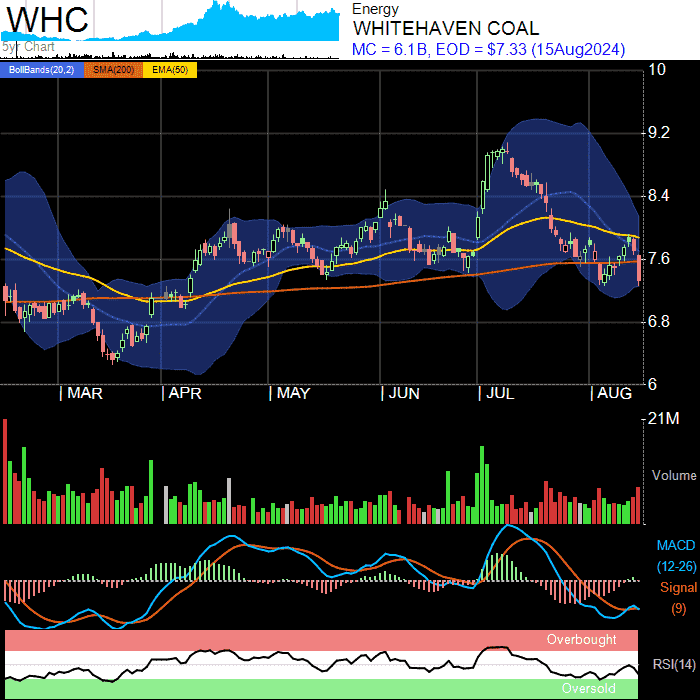 WHC
5yr Chart
Energy
WHITEHAVEN COAL
MC = 6.1B, EOD = $7.33 (15Aug2024)
BollBands(20,2) SMA(200) EMA(50)
10
9.2
8.4
7.6
6.8
6
MAR APR MAY JUN JUL AUG
21M
Volume
MACD
(12-26)
Signal
(9)
Overbought
RSI(14)
Oversold